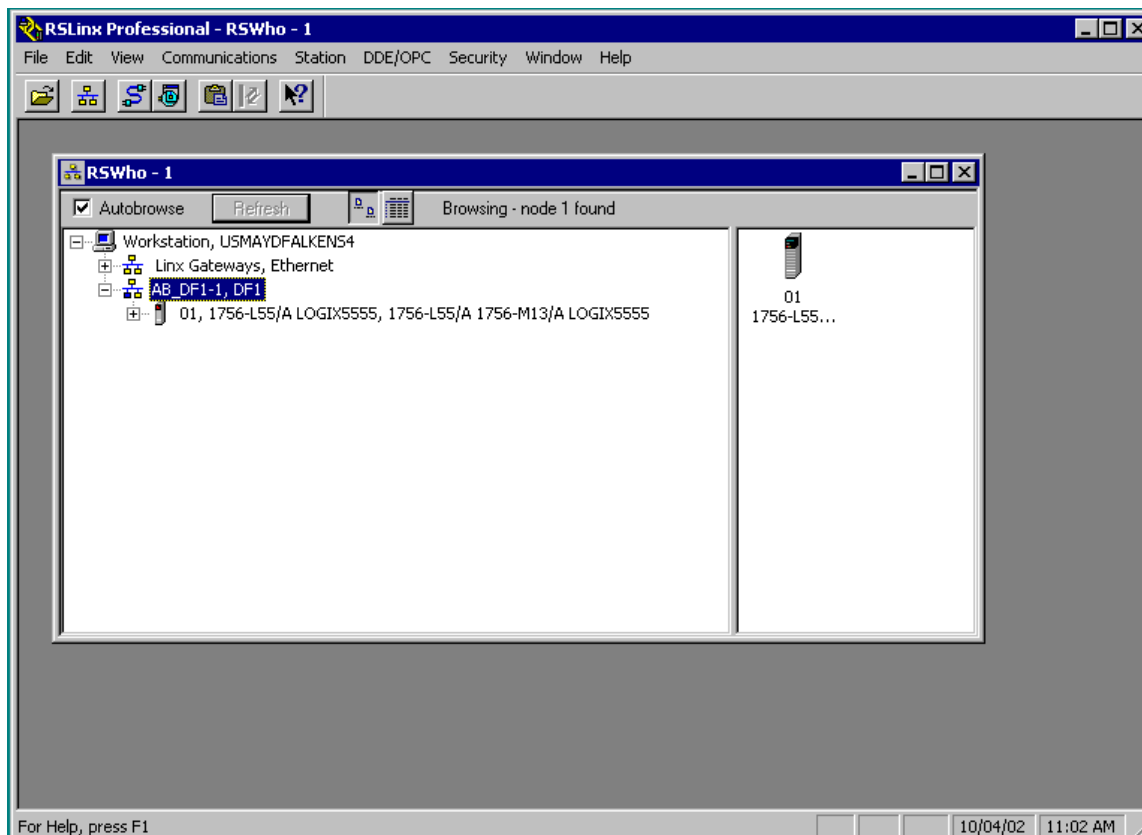 RSLinx Professional - RSWho - 1
File Edit View Communications Station DDE/OPC Security Window Help
RSWho - 1
Autobrowse Refresh Browsing - node 1 found
Workstation, USMAYDFALKENS4
Linx Gateways, Ethernet
AB_DF1-1, DF1
01, 1756-L55/A LOGIX5555, 1756-L55/A 1756-M13/A LOGIX5555
01
1756-L55...
For Help, press F1 10/04/02 11:02 AM